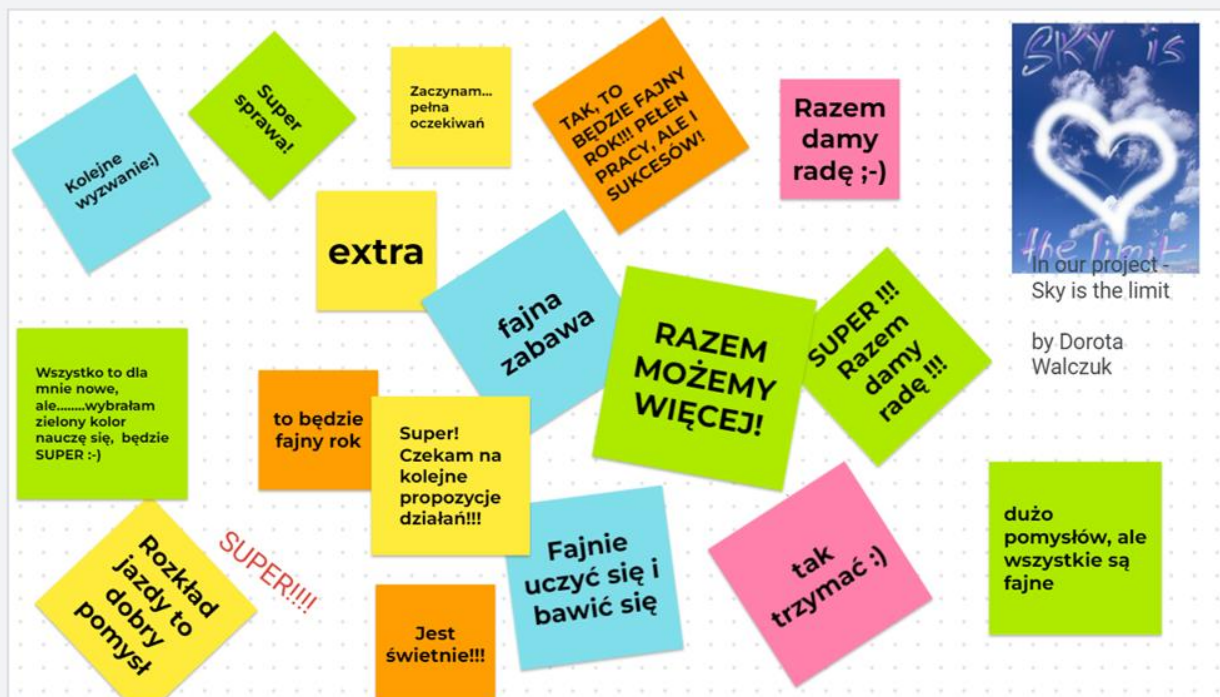 Kolejne
wyzwanie:)
Super
sprawa!
Zaczynam...
pełna
oczekiwań
TAK, TO
BĘDZIE FAJNY
ROK!!! PEŁEN
PRACY, ALE I
SUKCESÓW!
Razem
damy
radę ;-)
SKY is
the limit
In our project -
Sky is the limit
by Dorota
Walczuk
extra
fajna
zabawa
RAZEM
MOŻEMY
WIĘCEJ!
SUPER !!!
Razem
damy
radę !!!
Wszystko to dla
mnie nowe,
ale........wybrałam
zielony kolor
nauczę się, będzie
SUPER :-)
to będzie
fajny rok
Super!
Czekam na
kolejne
propozycje
działań!!!
Rozkład
jazdy to
dobry
pomysł
SUPER!!!!
Jest
świetnie!!!
Fajnie
uczyć się i
bawić się
tak
trzymać :)
dużo
pomysłów, ale
wszystkie są
fajne